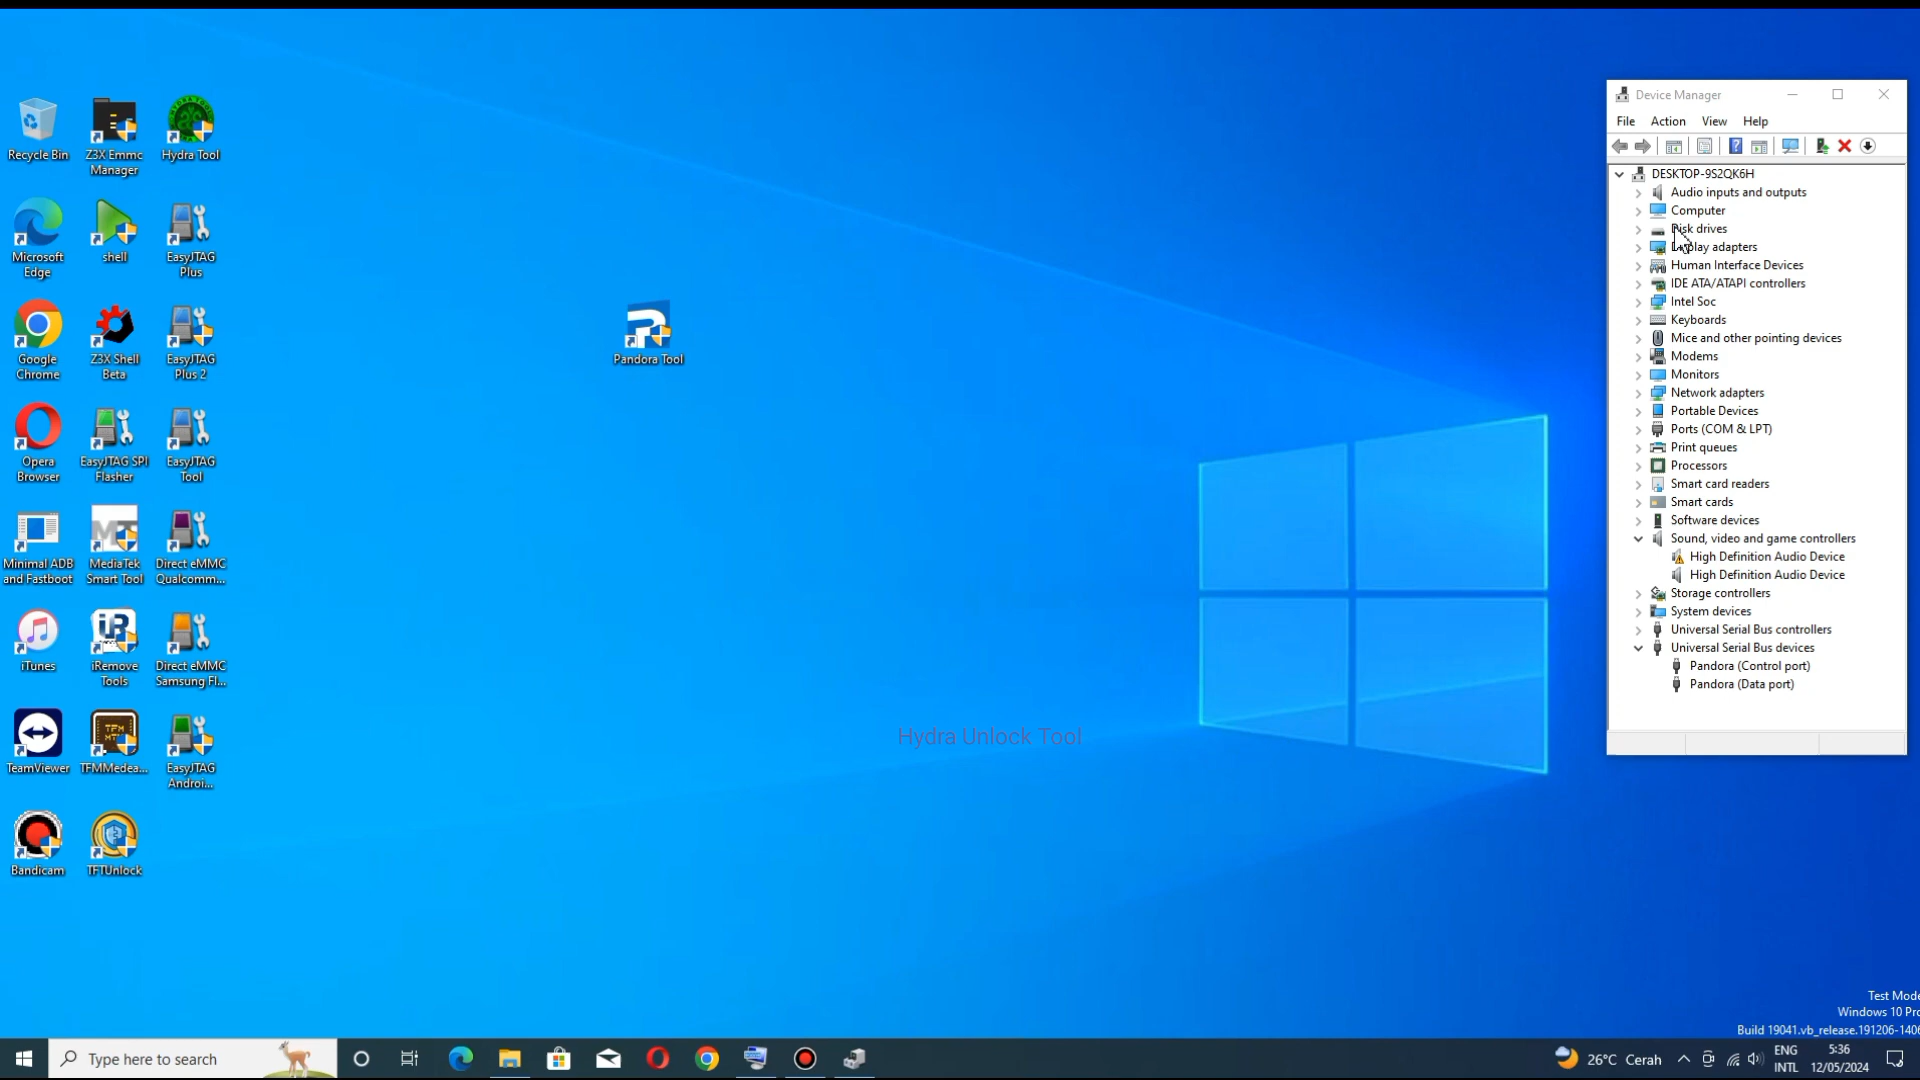 Recycle Bin
Z3X Emmc
Manager
Hydra Tool
Microsoft
Edge
shell
EasyJTAG
Plus
Google
Chrome
Z3X Shell
Beta
EasyJTAG
Plus 2
Opera
Browser
EasyJTAG SPI
Flasher
EasyJTAG
Tool
Minimal ADB
and Fastboot
MediaTek
Smart Tool
Direct eMMC
Qualcomm...
iTunes
iRemove
Tools
Direct eMMC
Samsung Fl...
TeamViewer
TFMMedea...
EasyJTAG
Androi...
Bandicam
TFTUnlock
Pandora Tool
Hydra Unlock Tool
Device Manager
File Action View Help
DESKTOP-9S2QK6H
Audio inputs and outputs
Computer
Disk drives
Display adapters
Human Interface Devices
IDE ATA/ATAPI controllers
Intel Soc
Keyboards
Mice and other pointing devices
Modems
Monitors
Network adapters
Portable Devices
Ports (COM & LPT)
Print queues
Processors
Smart card readers
Smart cards
Software devices
Sound, video and game controllers
High Definition Audio Device
High Definition Audio Device
Storage controllers
System devices
Universal Serial Bus controllers
Universal Serial Bus devices
Pandora (Control port)
Pandora (Data port)
Test Mode
Windows 10 Pro
Build 19041.vb_release.191206-1406
Type here to search
26°C Cerah
ENG
INTL
5:36
12/05/2024